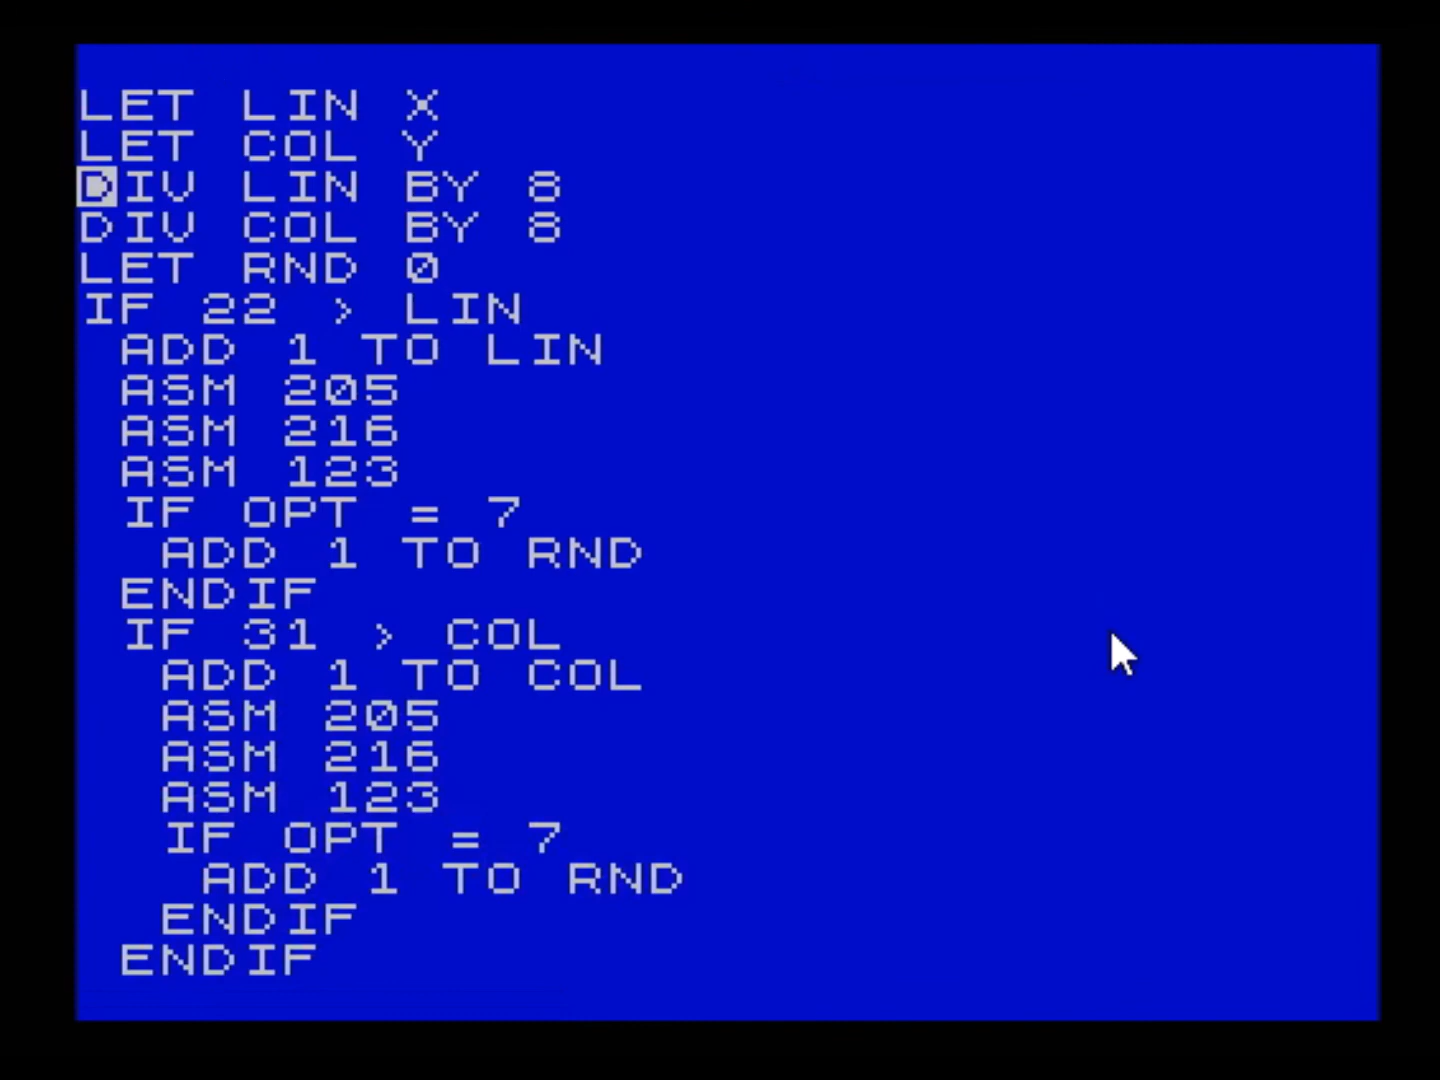 LET LIN X
LET COL Y
DIV LIN BY 8
DIV COL BY 8
LET RND 0
IF 22 > LIN
ADD 1 TO LIN
ASM 205
ASM 216
ASM 123
IF OPT = 7
ADD 1 TO RND
ENDIF
IF 31 > COL
ADD 1 TO COL
ASM 205
ASM 216
ASM 123
IF OPT = 7
ADD 1 TO RND
ENDIF
ENDIF